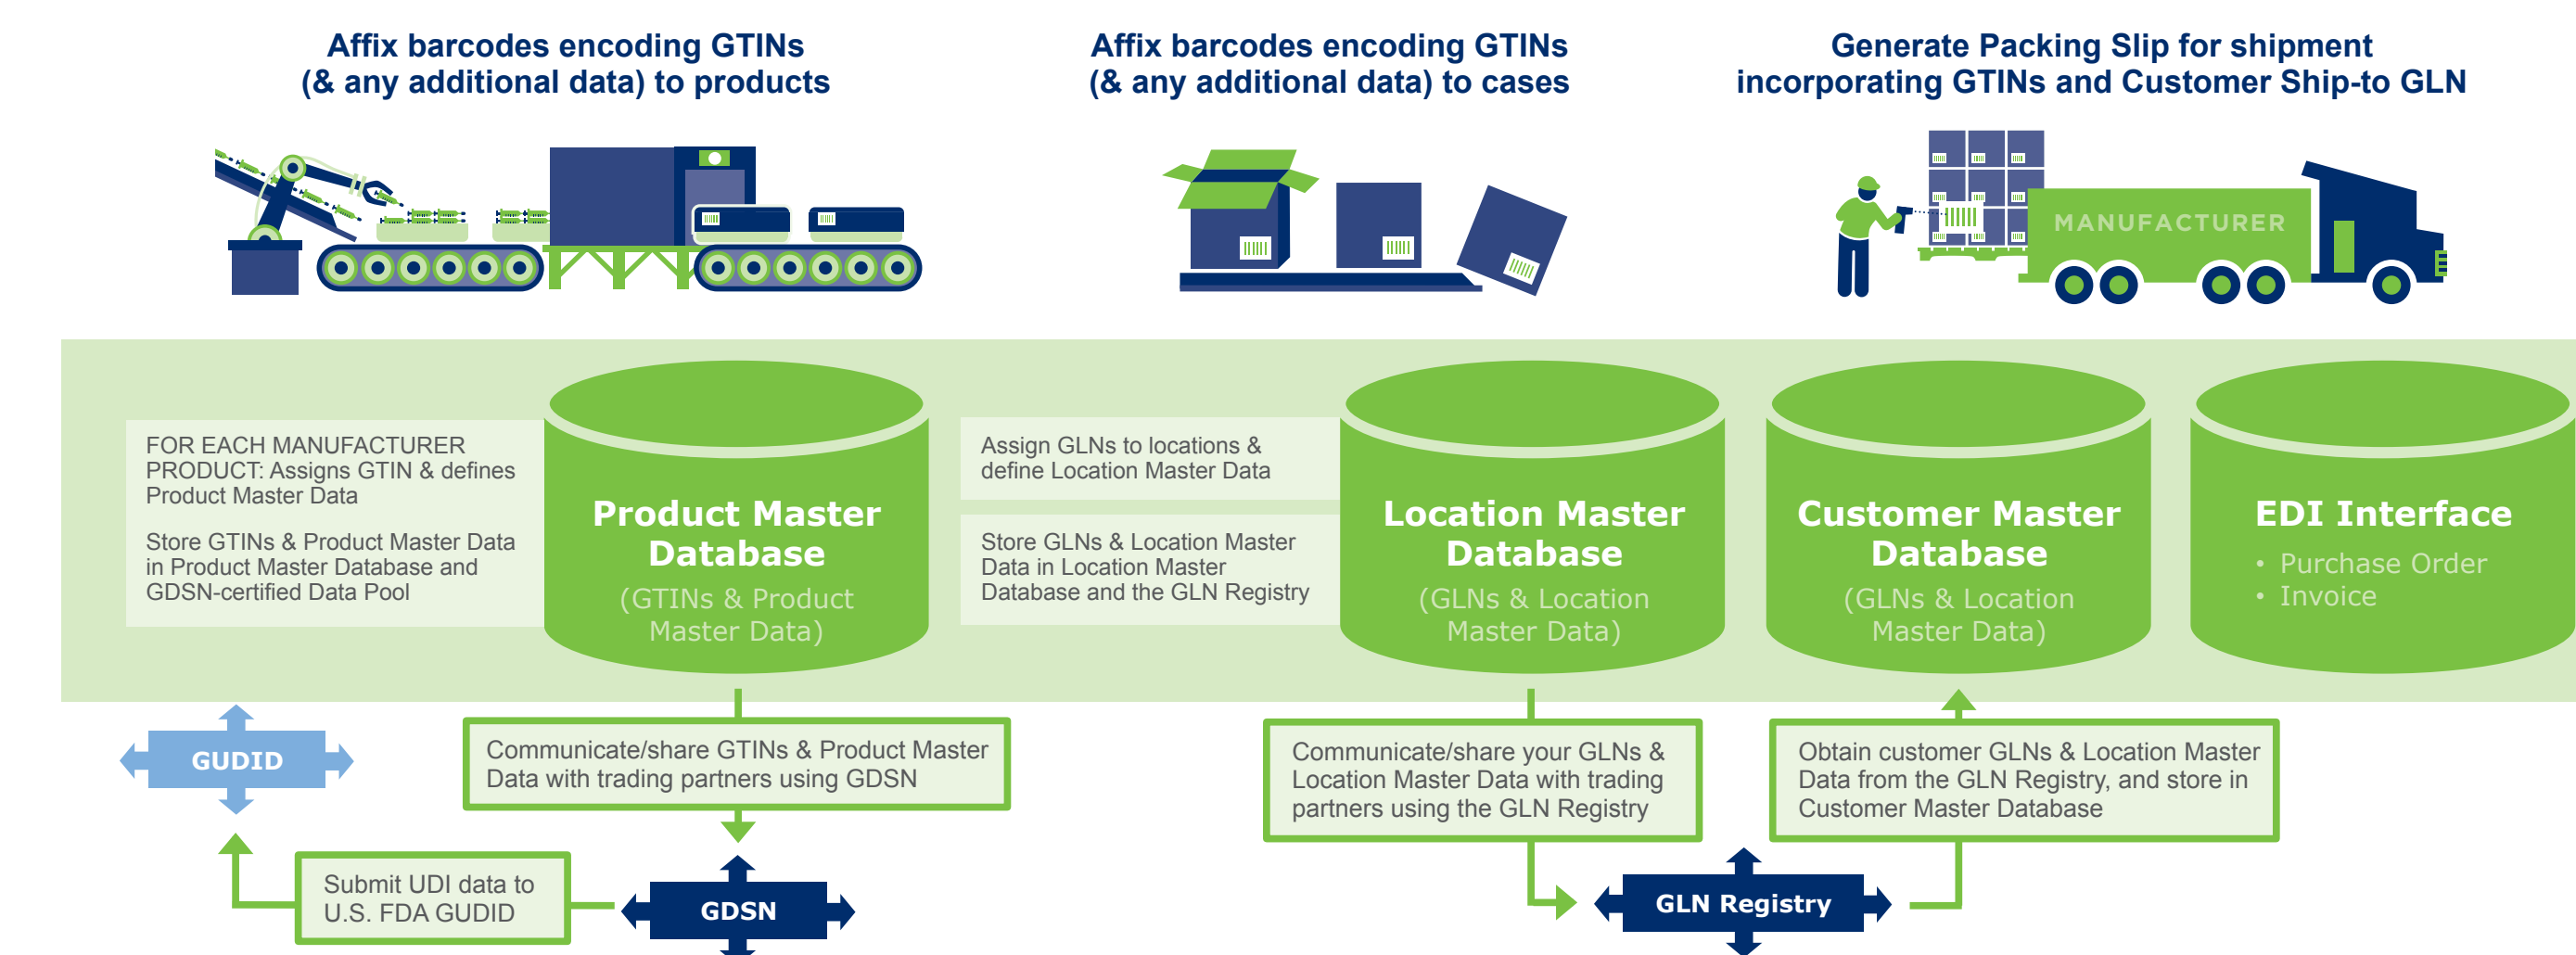 Affix barcodes encoding GTINs
(& any additional data) to products
Affix barcodes encoding GTINs
(& any additional data) to cases
Generate Packing Slip for shipment
incorporating GTINs and Customer Ship-to GLN
MANUFACTURER
FOR EACH MANUFACTURER
PRODUCT: Assigns GTIN & defines
Product Master Data
Store GTINs & Product Master Data
in Product Master Database and
GDSN-certified Data Pool
Product Master
Database
(GTINs & Product
Master Data)
Assign GLNs to locations &
define Location Master Data
Store GLNs & Location Master
Data in Location Master
Database and the GLN Registry
Location Master
Database
(GLNs & Location
Master Data)
Customer Master
Database
(GLNs & Location
Master Data)
EDI Interface
• Purchase Order
• Invoice
GUDID
Communicate/share GTINs & Product Master
Data with trading partners using GDSN
Submit UDI data to
U.S. FDA GUDID
GDSN
Communicate/share your GLNs &
Location Master Data with trading
partners using the GLN Registry
GLN Registry
Obtain customer GLNs & Location Master
Data from the GLN Registry, and store in
Customer Master Database